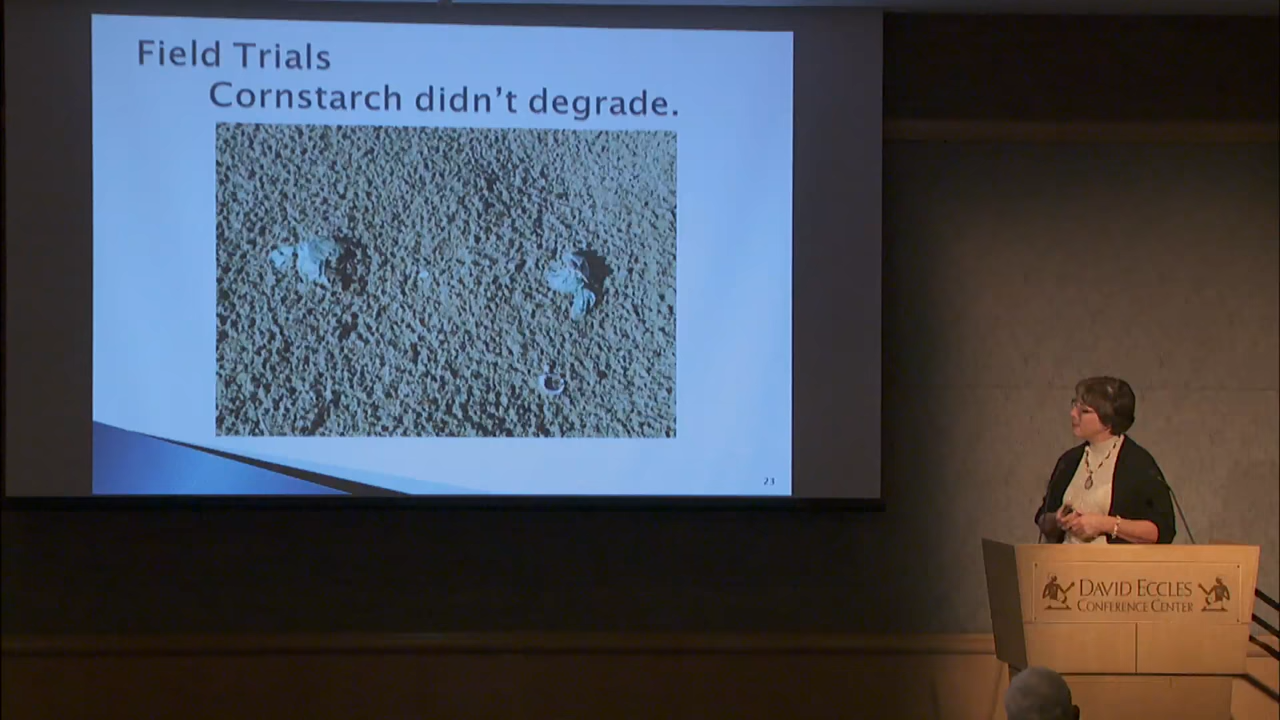 Field Trials
Cornstarch didn't degrade.
23
DAVID ECCLES
CONFERENCE CENTER